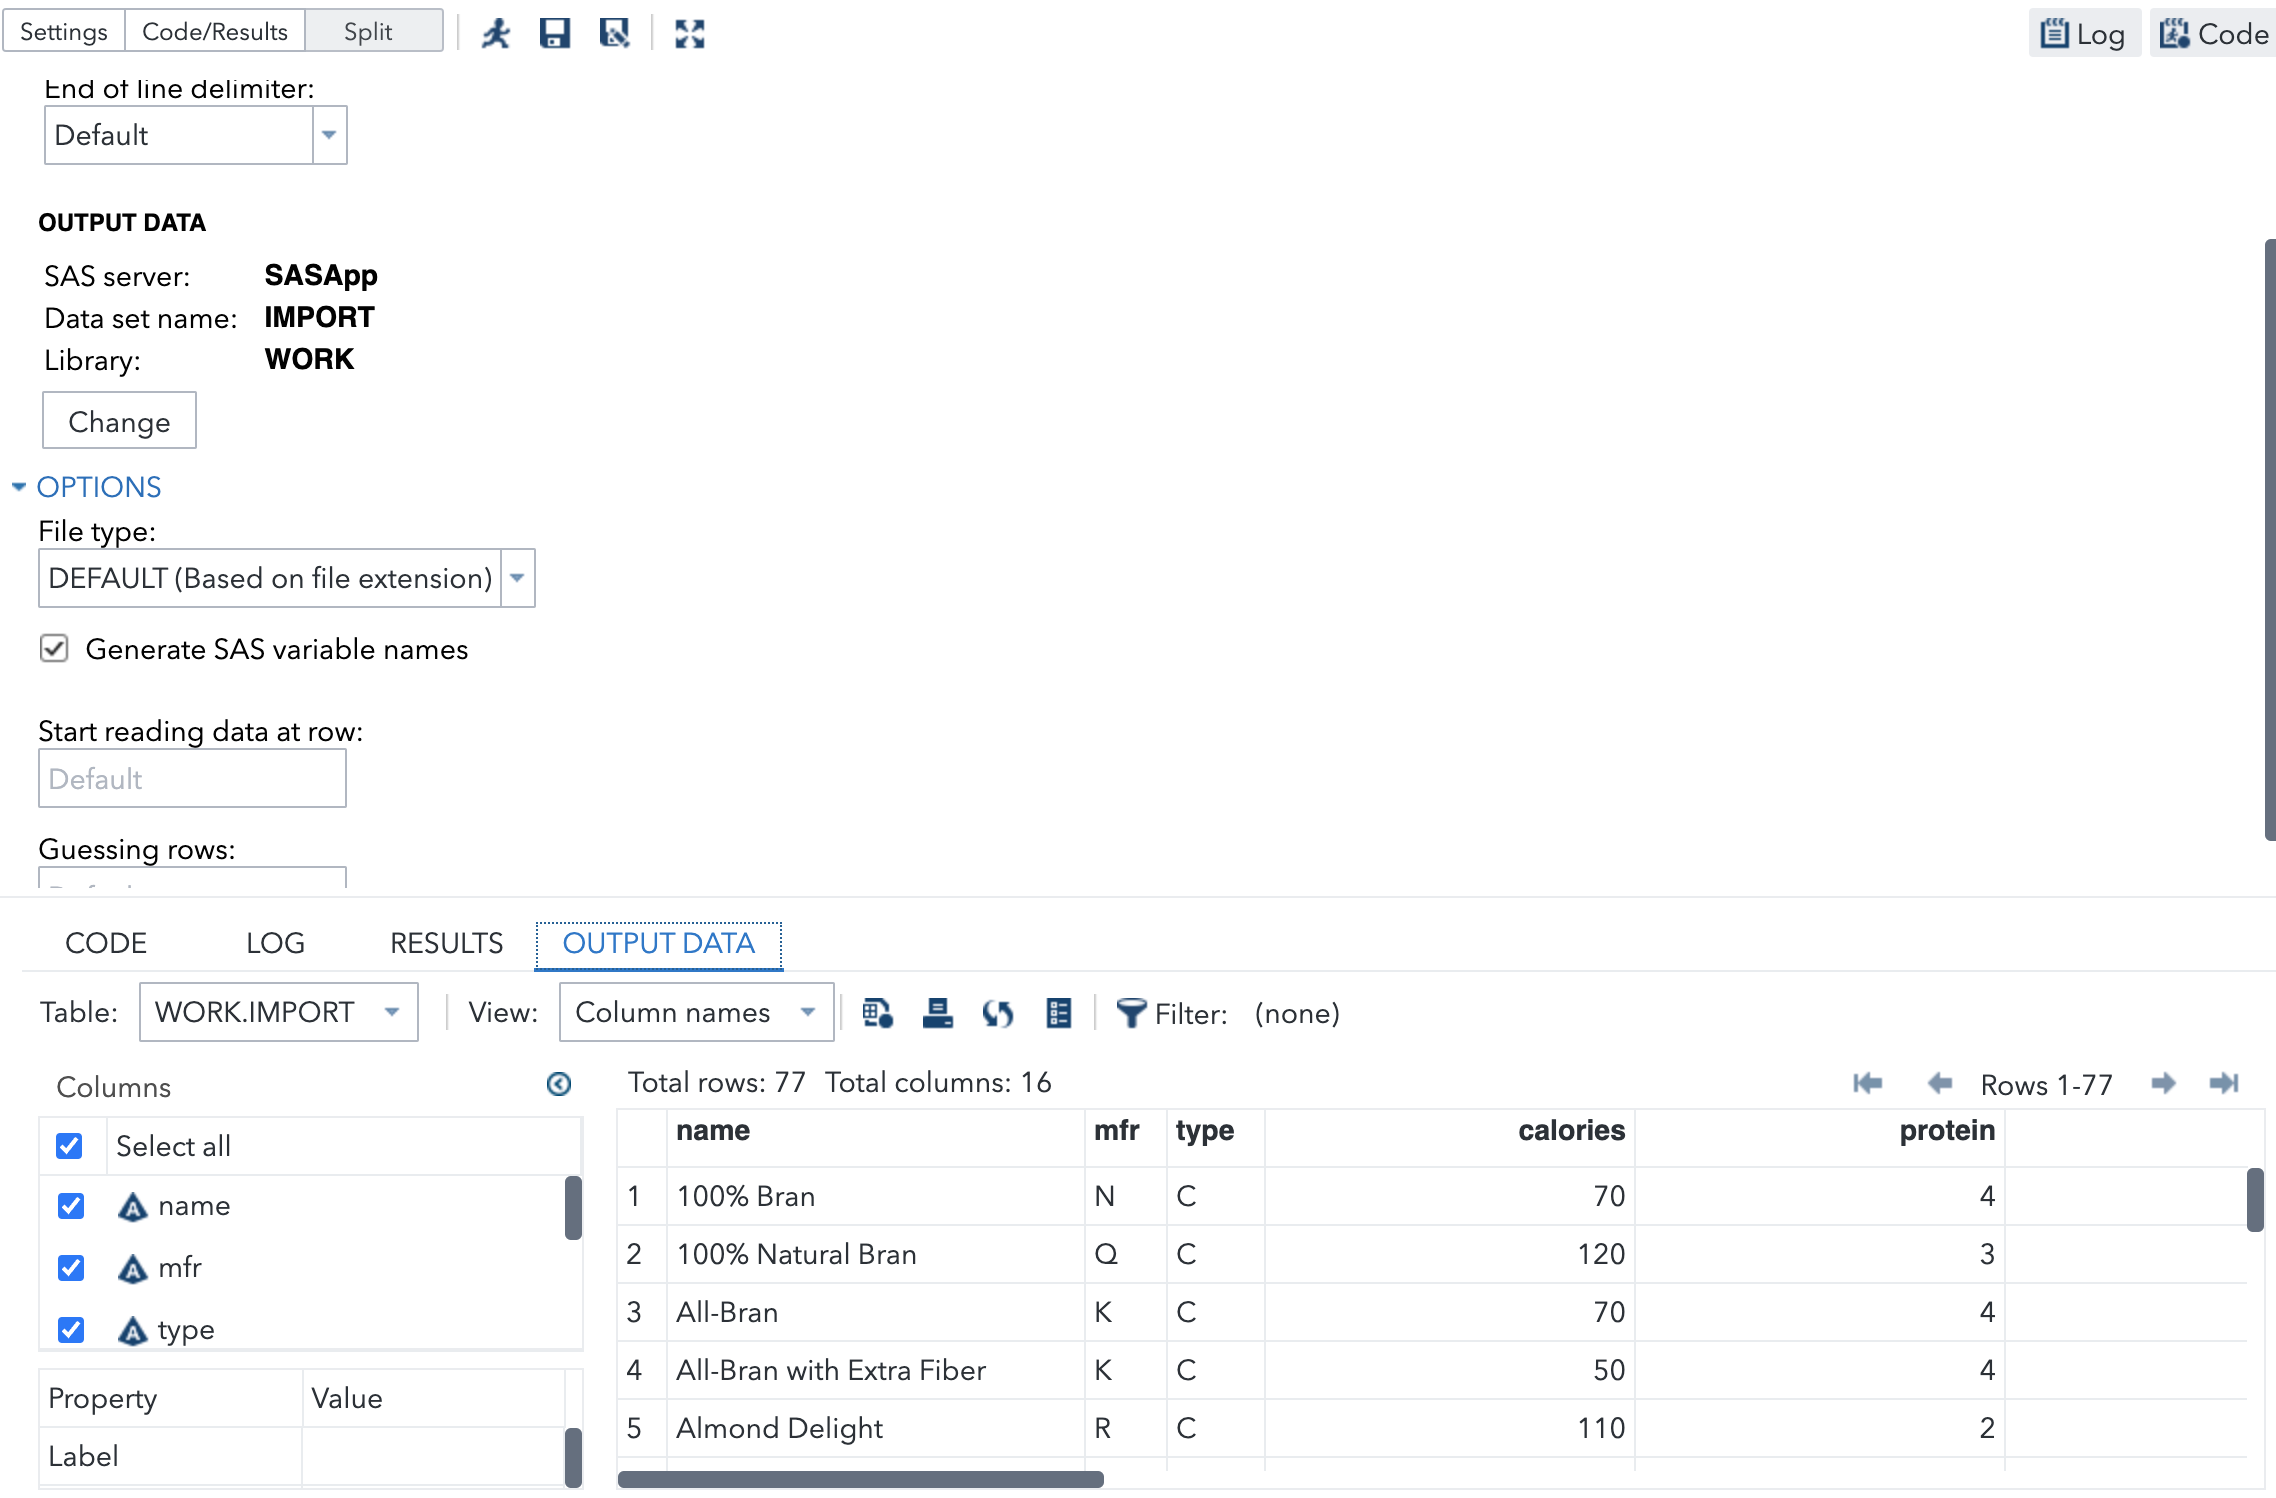 Settings Code/Results Split Log Code
End of line delimiter:
Default
OUTPUT DATA
SAS server: SASApp
Data set name: IMPORT
Library: WORK
Change
OPTIONS
File type:
DEFAULT (Based on file extension)
Generate SAS variable names
Start reading data at row:
Default
Guessing rows:
CODE LOG RESULTS OUTPUT DATA
Table: WORK.IMPORT View: Column names Filter: (none)
Columns
Select all
name
mfr
type
Property Value
Label
Total rows: 77 Total columns: 16 Rows 1-77
name mfr type calories protein
1 100% Bran N C 70 4
2 100% Natural Bran Q C 120 3
3 All-Bran K C 70 4
4 All-Bran with Extra Fiber K C 50 4
5 Almond Delight R C 110 2